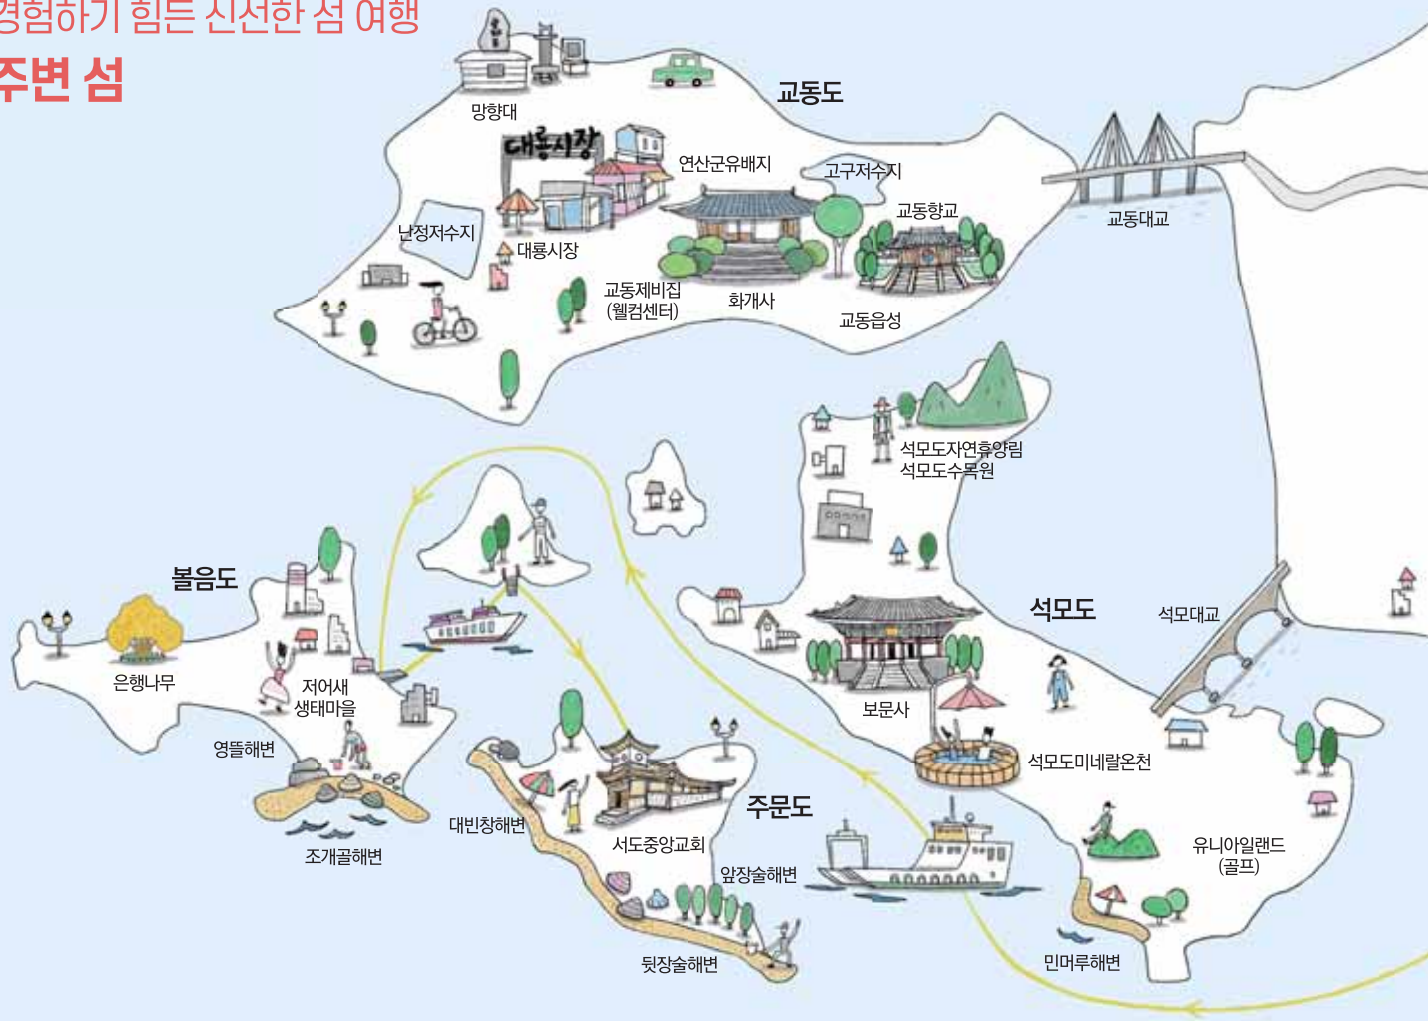 경험하기 힘든 신선한 섬 여행
주변 섬
교동도
망향대
대룡시장
연산군유배지
고구저수지
교동향교
교동대교
난정저수지
대룡시장
교동제비집
(웰컴센터)
화개사
교동읍성
석모도자연휴양림
석모도수목원
볼음도
석모도
석모대교
은행나무
저어새
생태마을
보문사
영뜰해변
석모도미네랄온천
주문도
대빈창해변
서도중앙교회
유니아일랜드
(골프)
조개골해변
앞장술해변
뒷장술해변
민머루해변